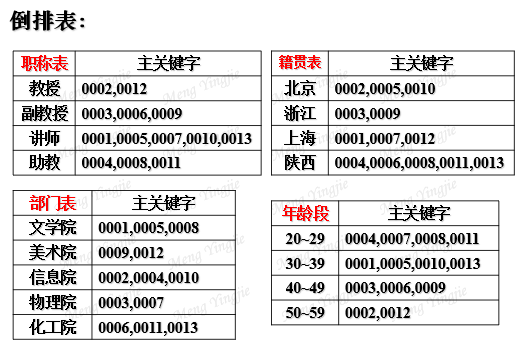 倒排表：
职称表 主关键字
教授 0002,0012
副教授 0003,0006,0009
讲师 0001,0005,0007,0010,0013
助教 0004,0008,0011
籍贯表 主关键字
北京 0002,0005,0010
浙江 0003,0009
上海 0001,0007,0012
陕西 0004,0006,0008,0011,0013
部门表 主关键字
文学院 0001,0005,0008
美术院 0009,0012
信息院 0002,0004,0010
物理院 0003,0007
化工院 0006,0011,0013
年龄段 主关键字
20~29 0004,0007,0008,0011
30~39 0001,0005,0010,0013
40~49 0003,0006,0009
50~59 0002,0012
Meng Yingjie